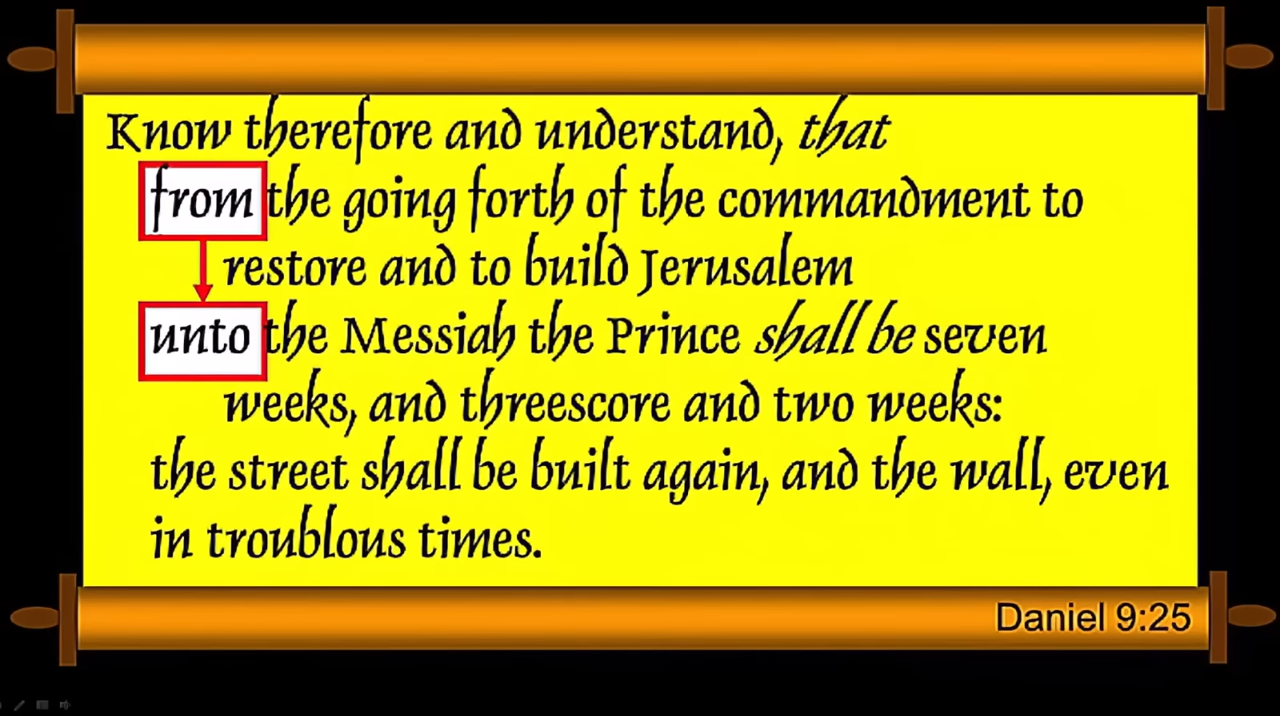 Know therefore and understand, that
from the going forth of the commandment to
restore and to build Jerusalem
unto the Messiah the Prince shall be seven
weeks, and threescore and two weeks:
the street shall be built again, and the wall, even
in troublous times.
Daniel 9:25